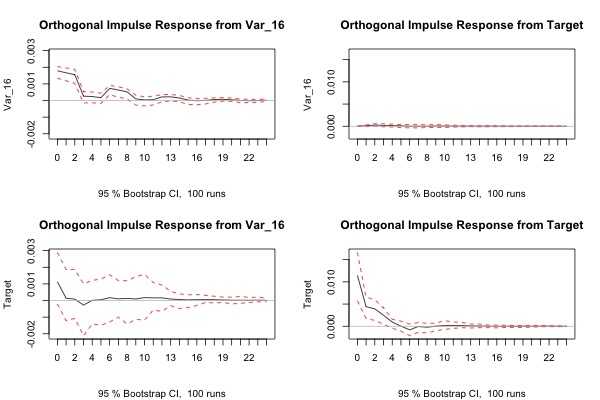 Orthogonal Impulse Response from Var_16
Orthogonal Impulse Response from Target
Var_16
-0.002 0.0001 0.003
0 2 4 6 8 10 13 16 19 22
95 % Bootstrap CI, 100 runs
Var_16
0.000 0.010
0 2 4 6 8 10 13 16 19 22
95 % Bootstrap CI, 100 runs
Orthogonal Impulse Response from Var_16
Orthogonal Impulse Response from Target
Target
-0.002 0.0001 0.003
0 2 4 6 8 10 13 16 19 22
95 % Bootstrap CI, 100 runs
Target
0.000 0.010
0 2 4 6 8 10 13 16 19 22
95 % Bootstrap CI, 100 runs